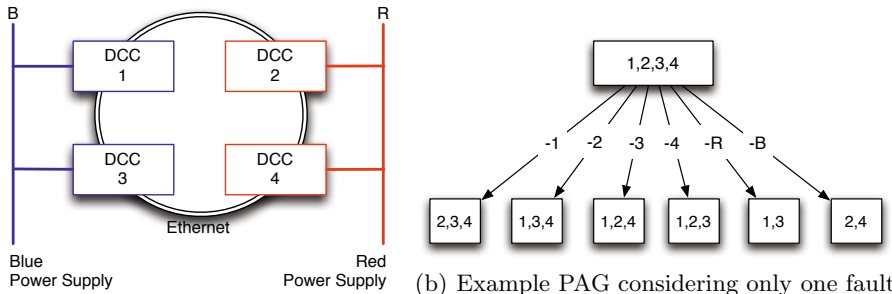 B
R
DCC
1
DCC
2
DCC
3
DCC
4
Ethernet
Blue
Power Supply
Red
Power Supply
1,2,3,4
-1
-2
-3
-4
-R
-B
2,3,4
1,3,4
1,2,4
1,2,3
1,3
2,4
(b) Example PAG considering only one fault